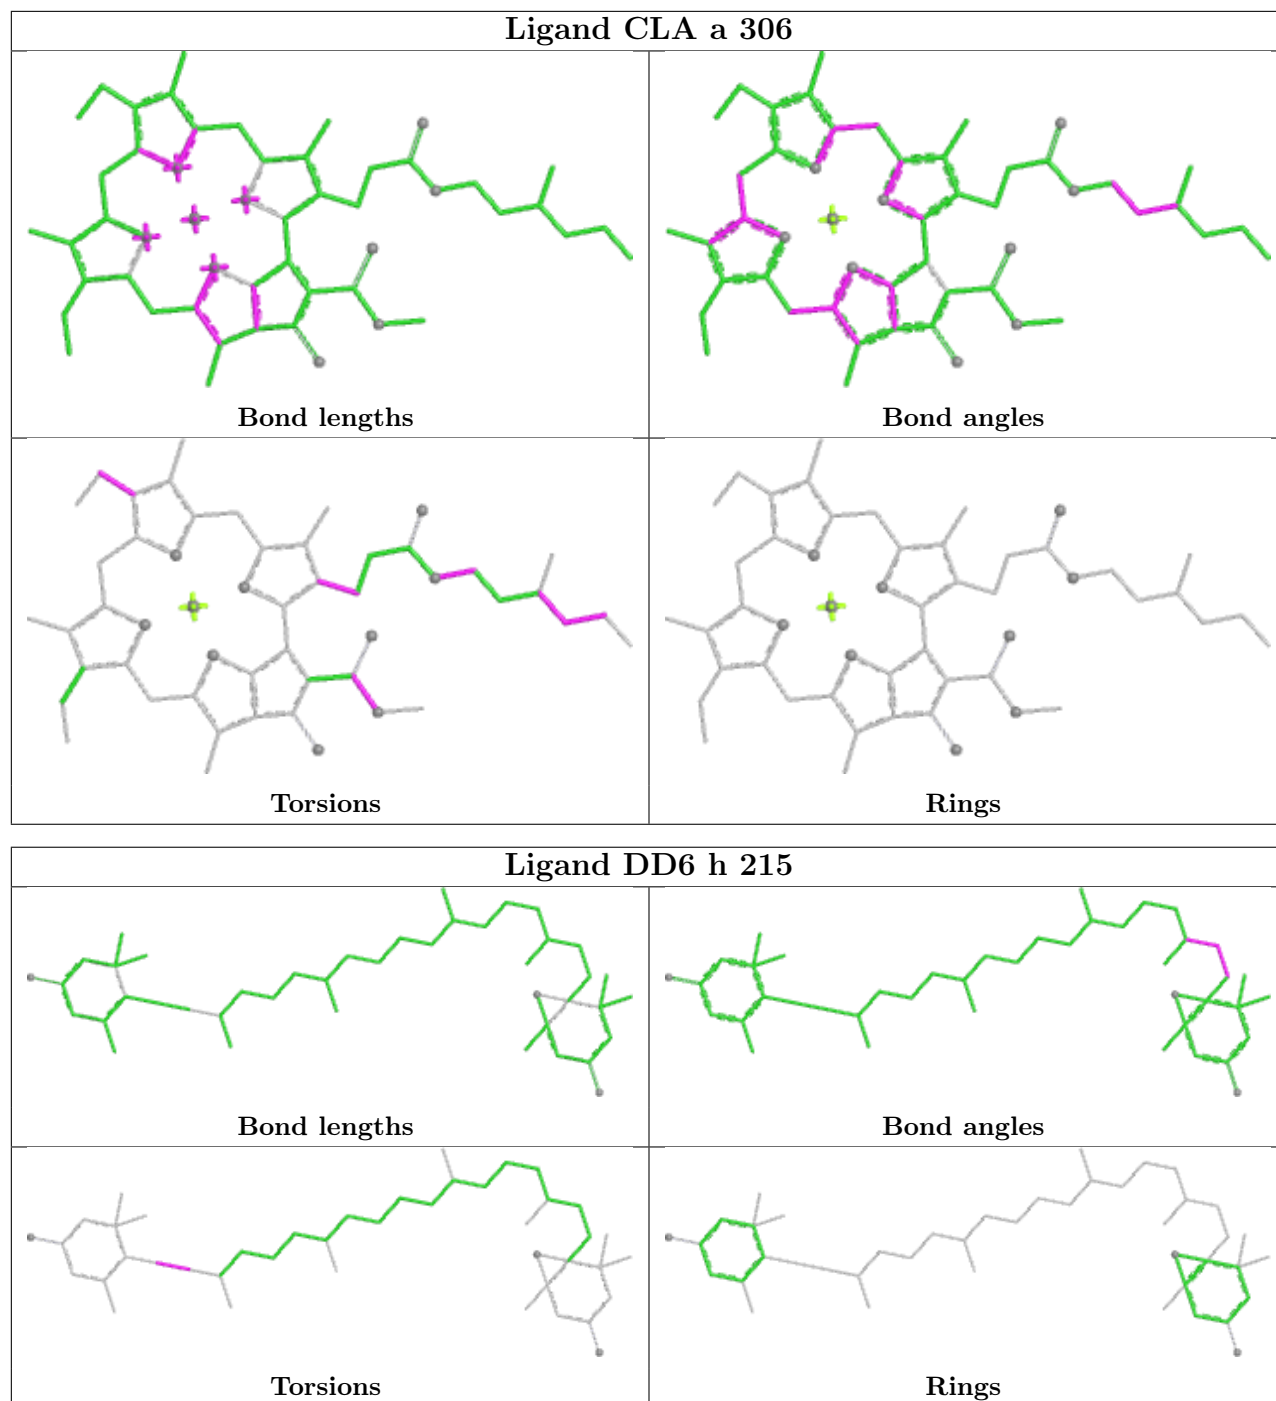 Ligand CLA a 306
Bond lengths
Bond angles
Torsions
Rings
Ligand DD6 h 215
Bond lengths
Bond angles
Torsions
Rings